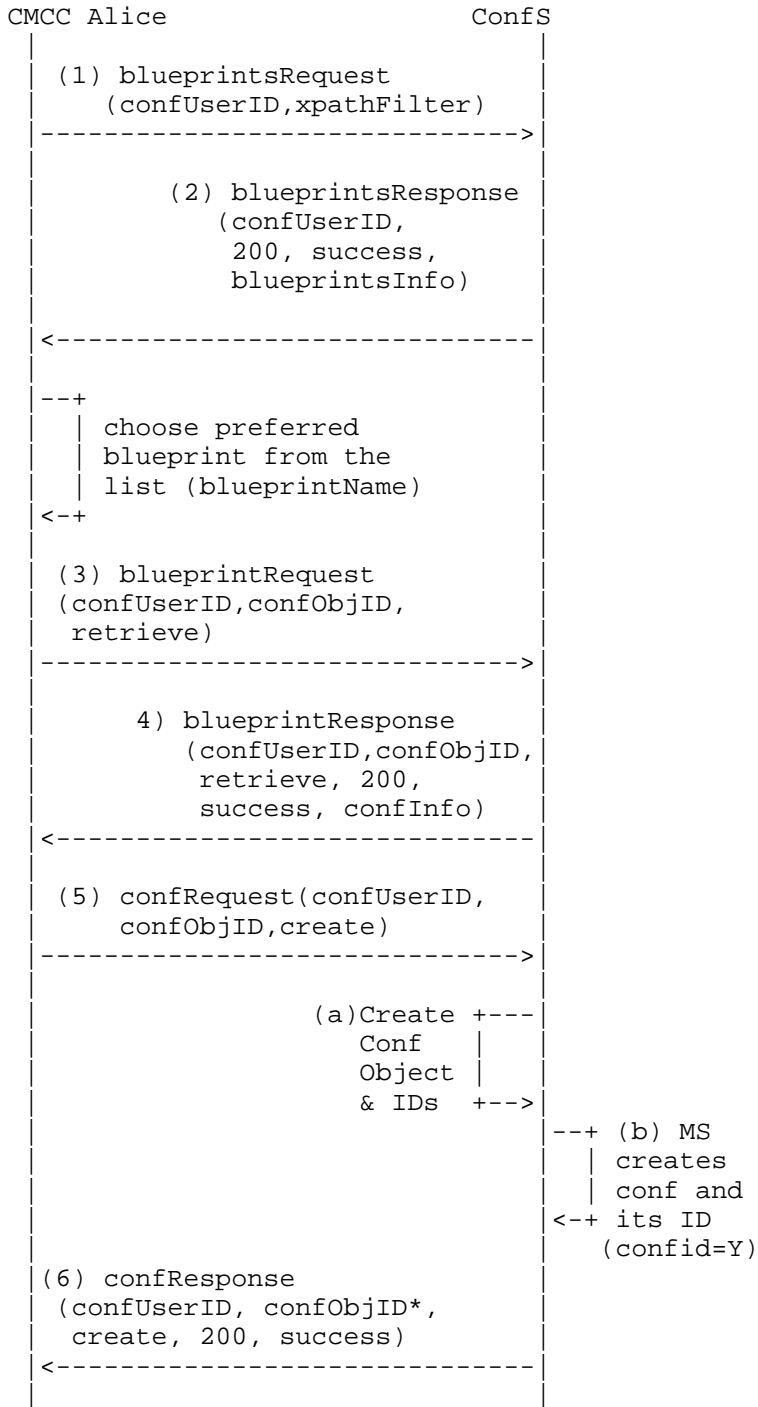 CMCC Alice ConfS
(1) blueprintsRequest
(confUserID,xpathFilter)
(2) blueprintsResponse
(confUserID,
200, success,
blueprintsInfo)
choose preferred
blueprint from the
list (blueprintName)
(3) blueprintRequest
(confUserID,confObjID,
retrieve)
4) blueprintResponse
(confUserID,confObjID,
retrieve, 200,
success, confInfo)
(5) confRequest(confUserID,
confObjID,create)
(a)Create
Conf
Object
& IDs
(b) MS
creates
conf and
its ID
(confid=Y)
(6) confResponse
(confUserID, confObjID*,
create, 200, success)